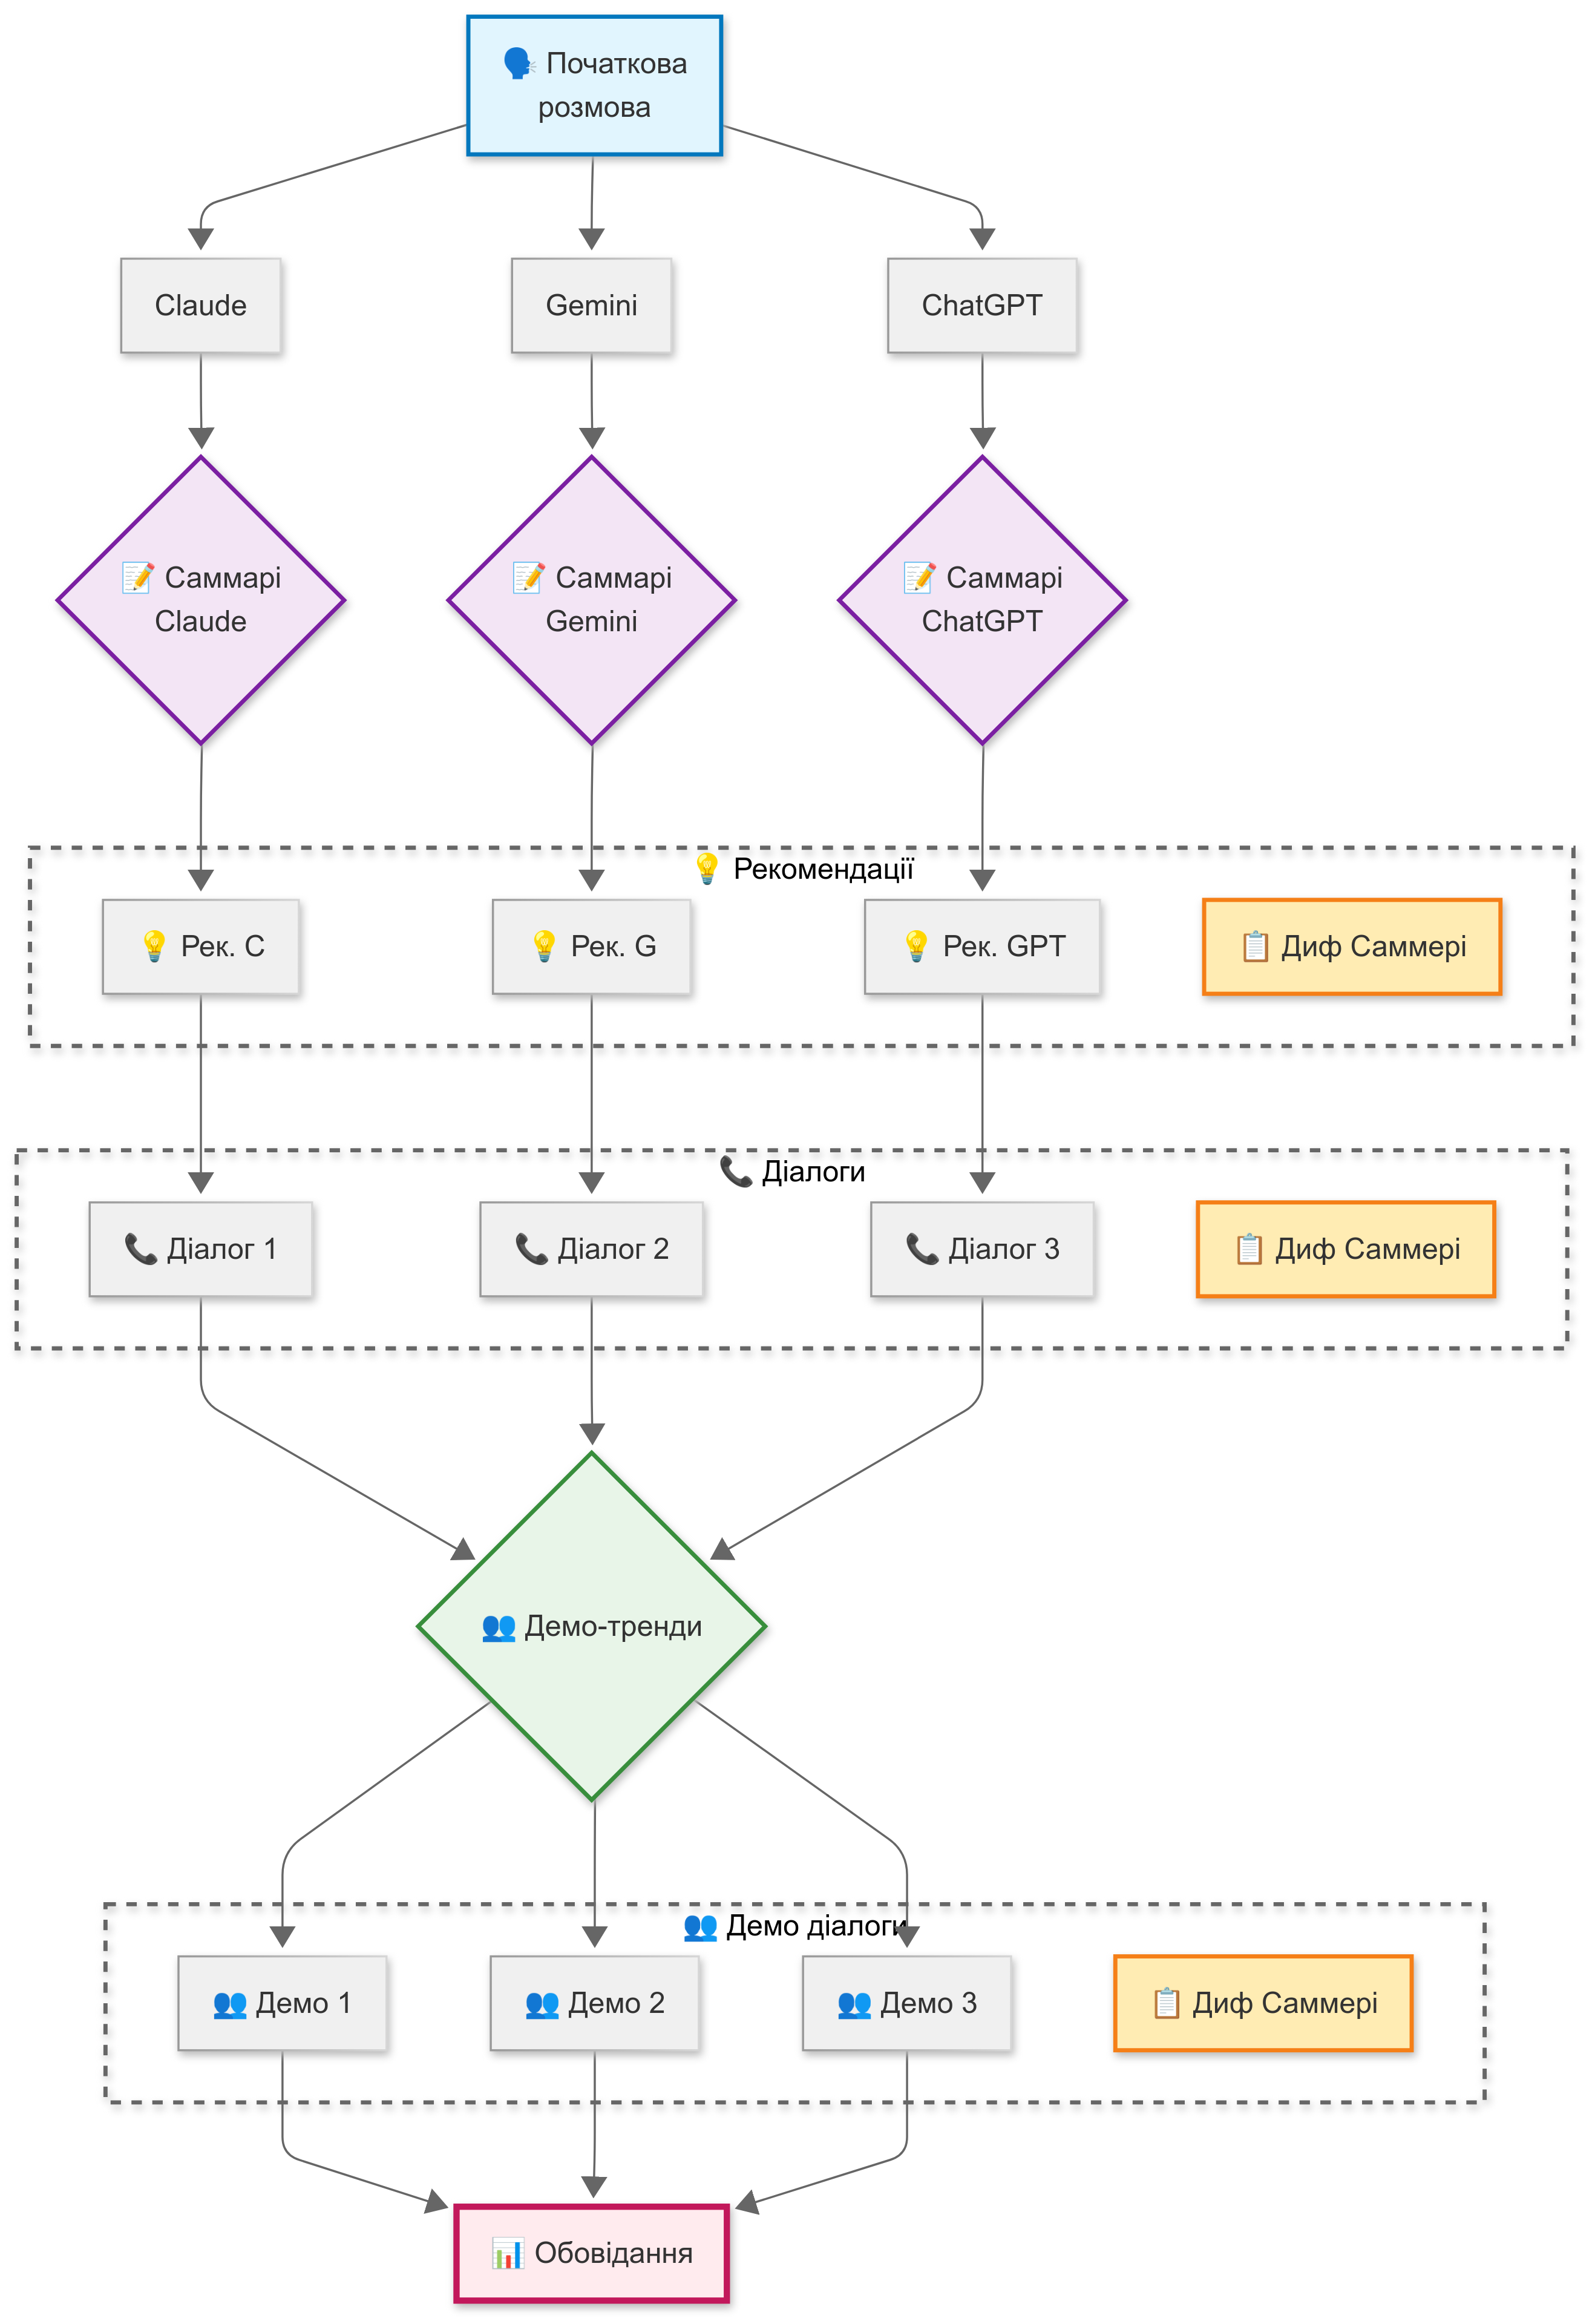 🗣️ Початкова
розмова
Claude
Gemini
ChatGPT
📝 Саммарі
Claude
📝 Саммарі
Gemini
📝 Саммарі
ChatGPT
💡 Рекомендації
💡 Рек. C
💡 Рек. G
💡 Рек. GPT
📋 Диф Саммері
📞 Діалоги
📞 Діалог 1
📞 Діалог 2
📞 Діалог 3
📋 Диф Саммері
👥 Демо-тренди
👥 Демо діалоги
👥 Демо 1
👥 Демо 2
👥 Демо 3
📋 Диф Саммері
📊 Обовідання